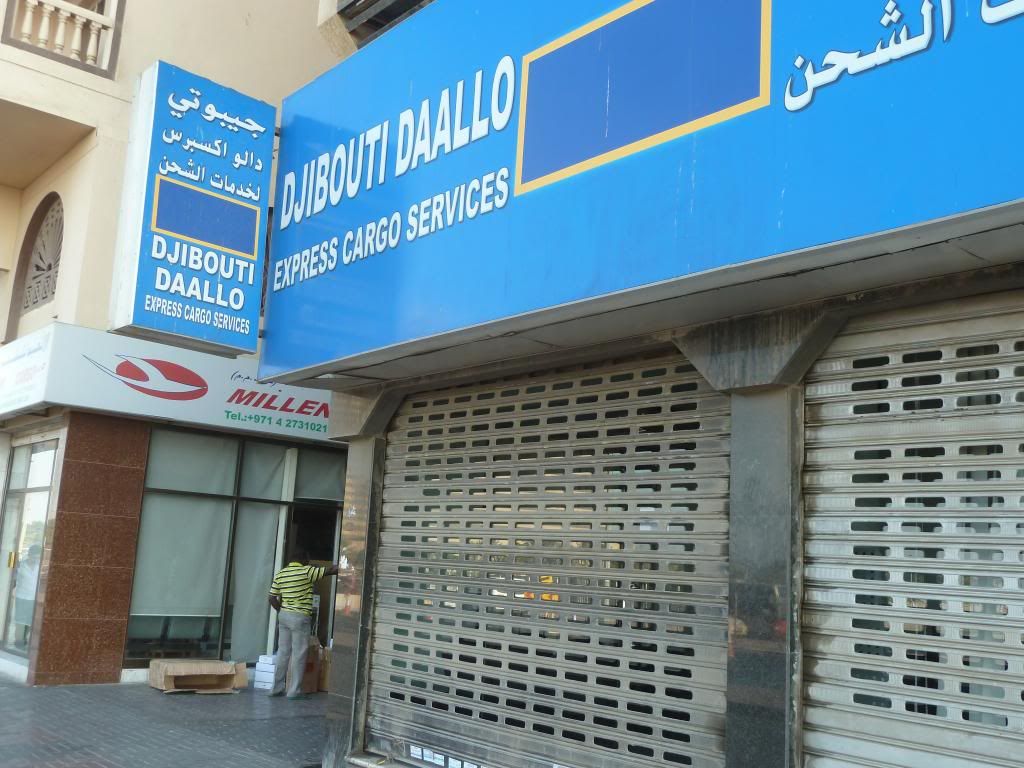 جيبوتي
دالو اكسبرس
لخدمات الشحن
DJIBOUTI
DAALLO
EXPRESS CARGO SERVICES
DJIBOUTI DAALLO
EXPRESS CARGO SERVICES
الشحن
MILLEN
Tel.:+971 4 2731021